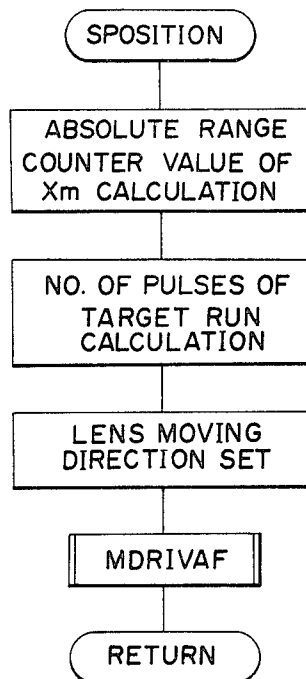 SPOSITION
ABSOLUTE RANGE
COUNTER VALUE OF
Xm CALCULATION
NO. OF PULSES OF
TARGET RUN
CALCULATION
LENS MOVING
DIRECTION SET
MDRIVAF
RETURN